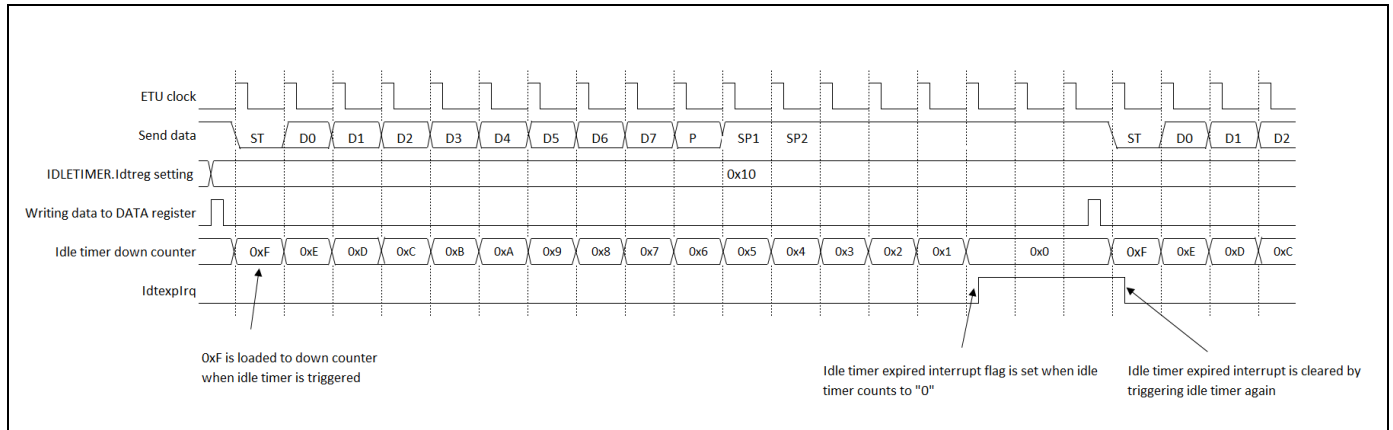 ETU clock
Send data ST D0 D1 D2 D3 D4 D5 D6 D7 P SP1 SP2 ST D0 D1 D2
IDLETIMER.Idtreg setting 0x10
Writing data to DATA register
Idle timer down counter 0xF 0xE 0xD 0xC 0xB 0xA 0x9 0x8 0x7 0x6 0x5 0x4 0x3 0x2 0x1 0x0 0xF 0xE 0xD 0xC
IdtexpIrq
0xF is loaded to down counter
when idle timer is triggered
Idle timer expired interrupt flag is set when idle
timer counts to "0"
Idle timer expired interrupt is cleared by
triggering idle timer again